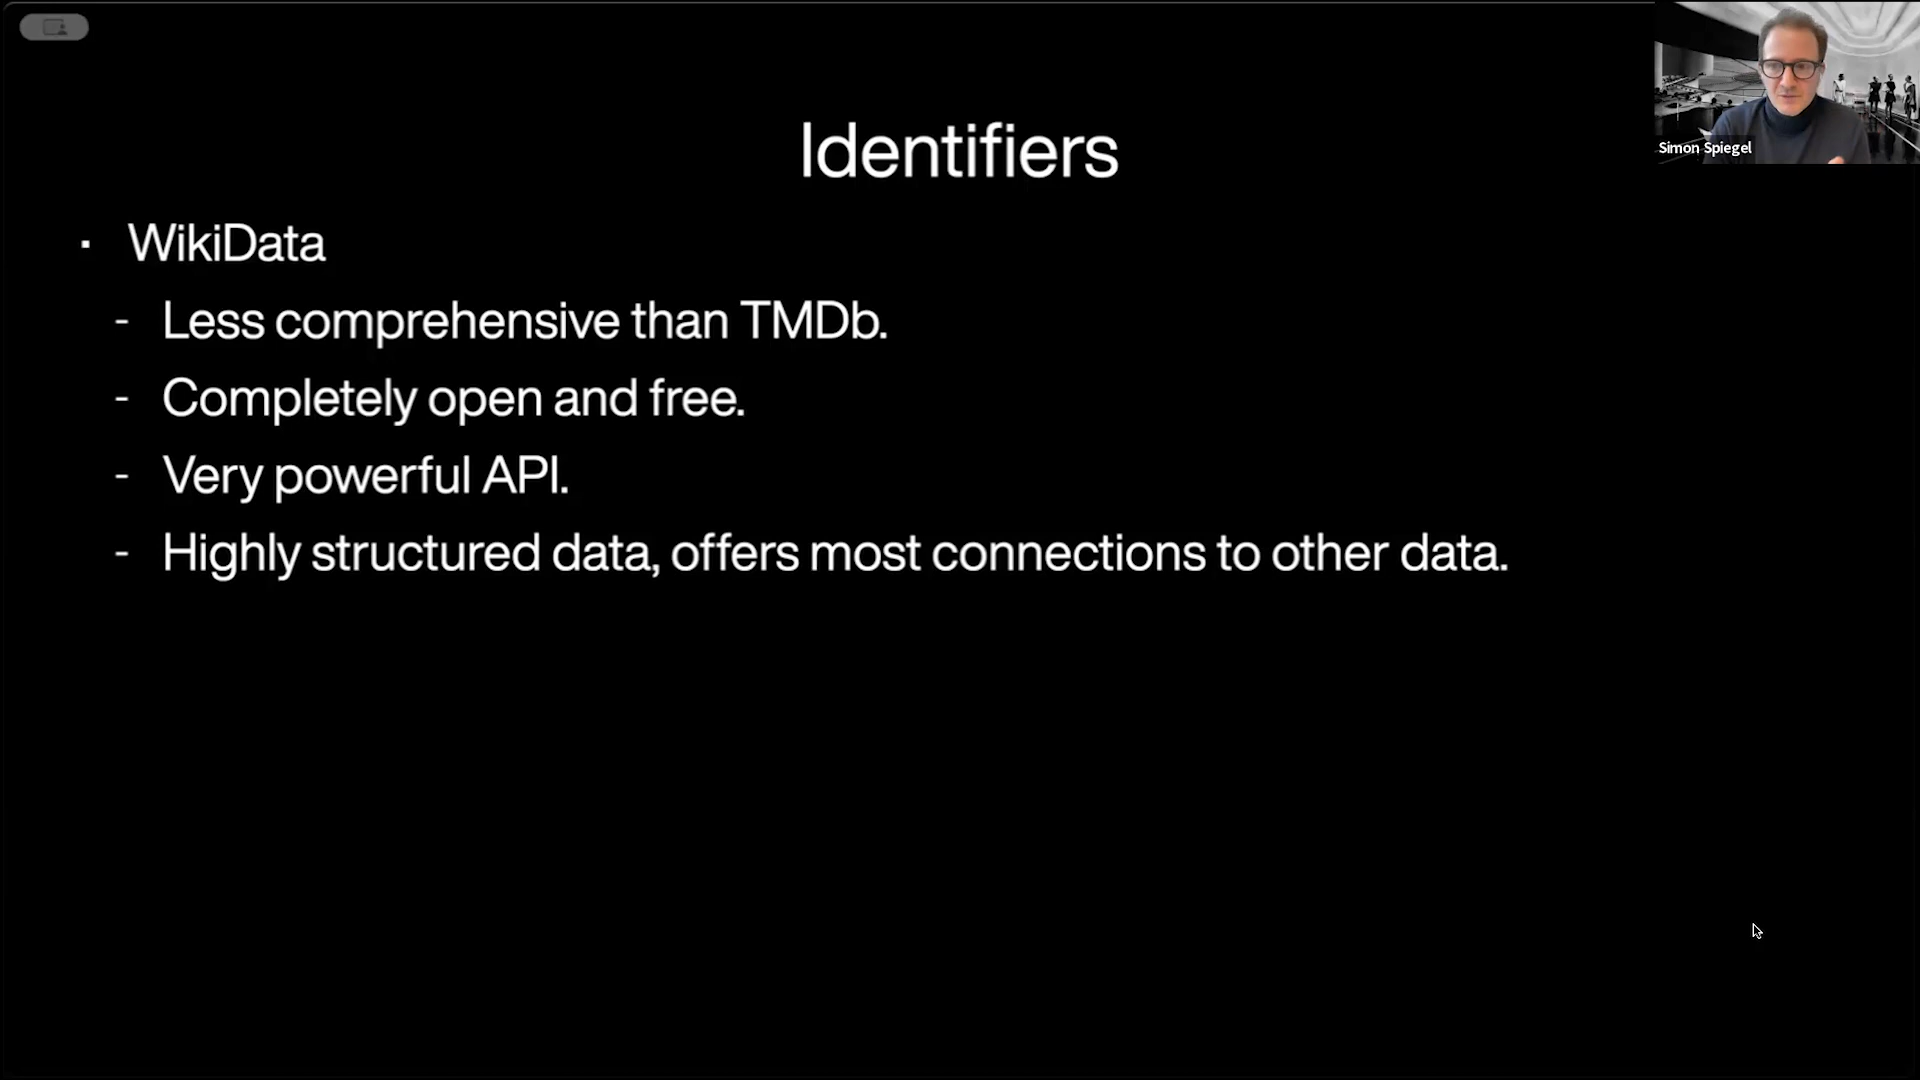 Identifiers
▪ WikiData
- Less comprehensive than TMDb.
- Completely open and free.
- Very powerful API.
- Highly structured data, offers most connections to other data.
Simon Spiegel